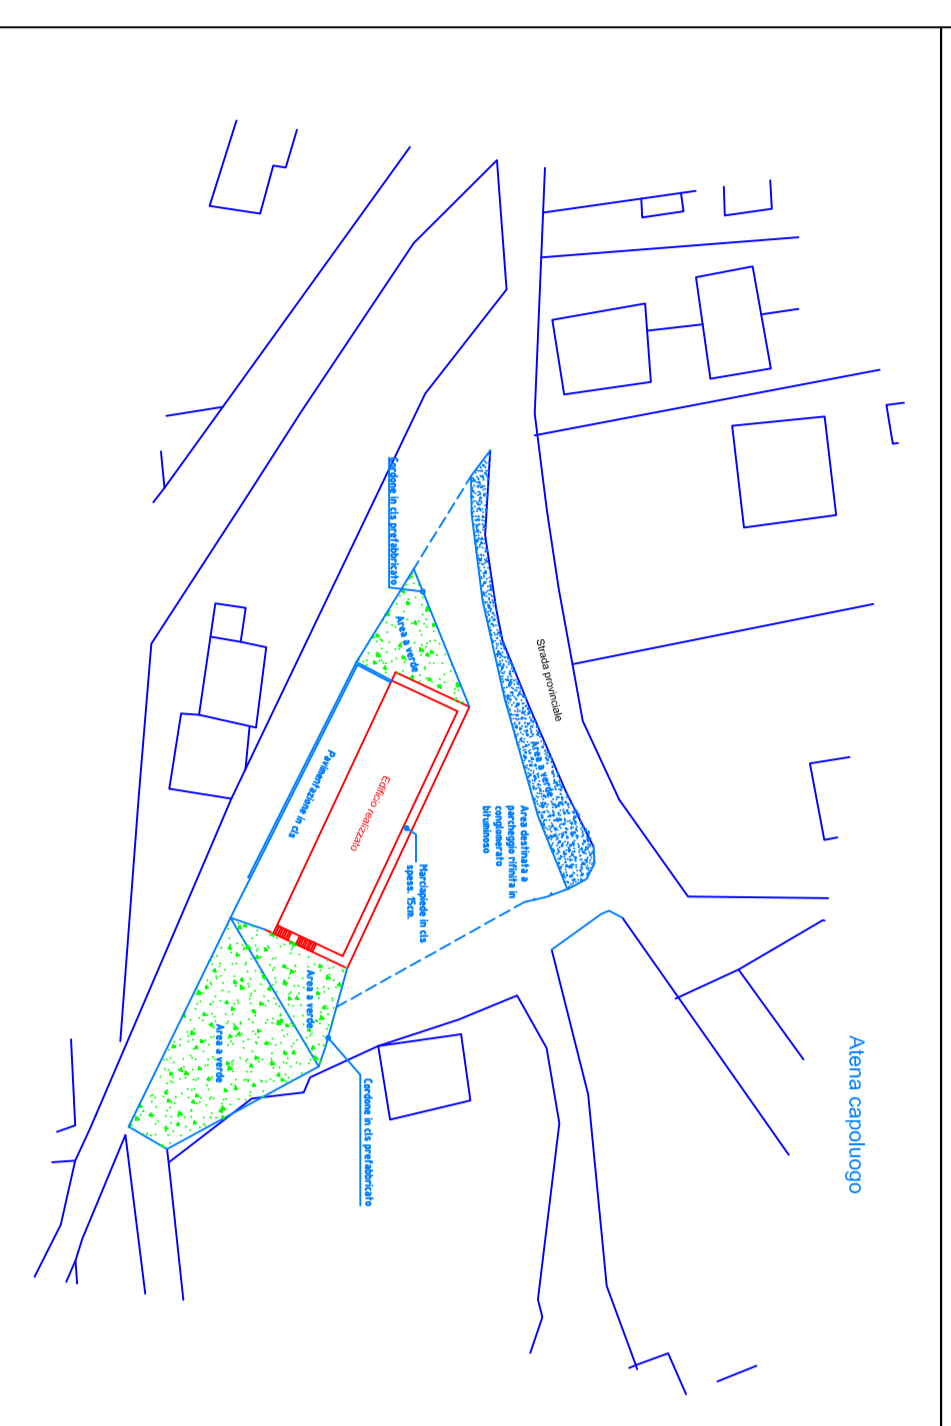 Atena capoluogo
Strada provinciale
Area a verde
Area destinata a
parcheggio rifinita in
conglomerato
bituminoso
Marciapiede in cls
spess. 15cm.
Cordone in cls prefabbricato
Area a verde
Edificio realizzato
Pavimentazione in cls
Area a verde
Area a verde
Cordone in cls prefabbricato